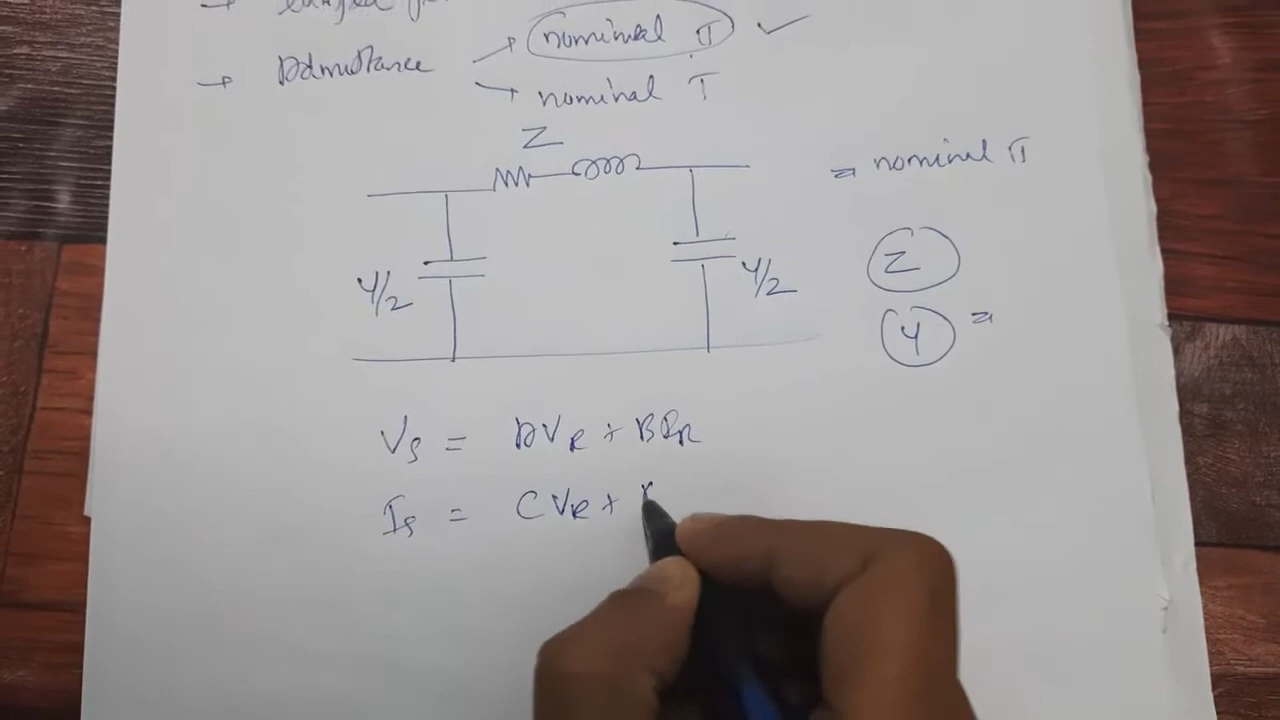 → Admittance → nominal π ✓
→ nominal T
Z
= nominal π
Y/2
Y/2
Z
Y =
Vs = AVR + BIR
Is = CVR +